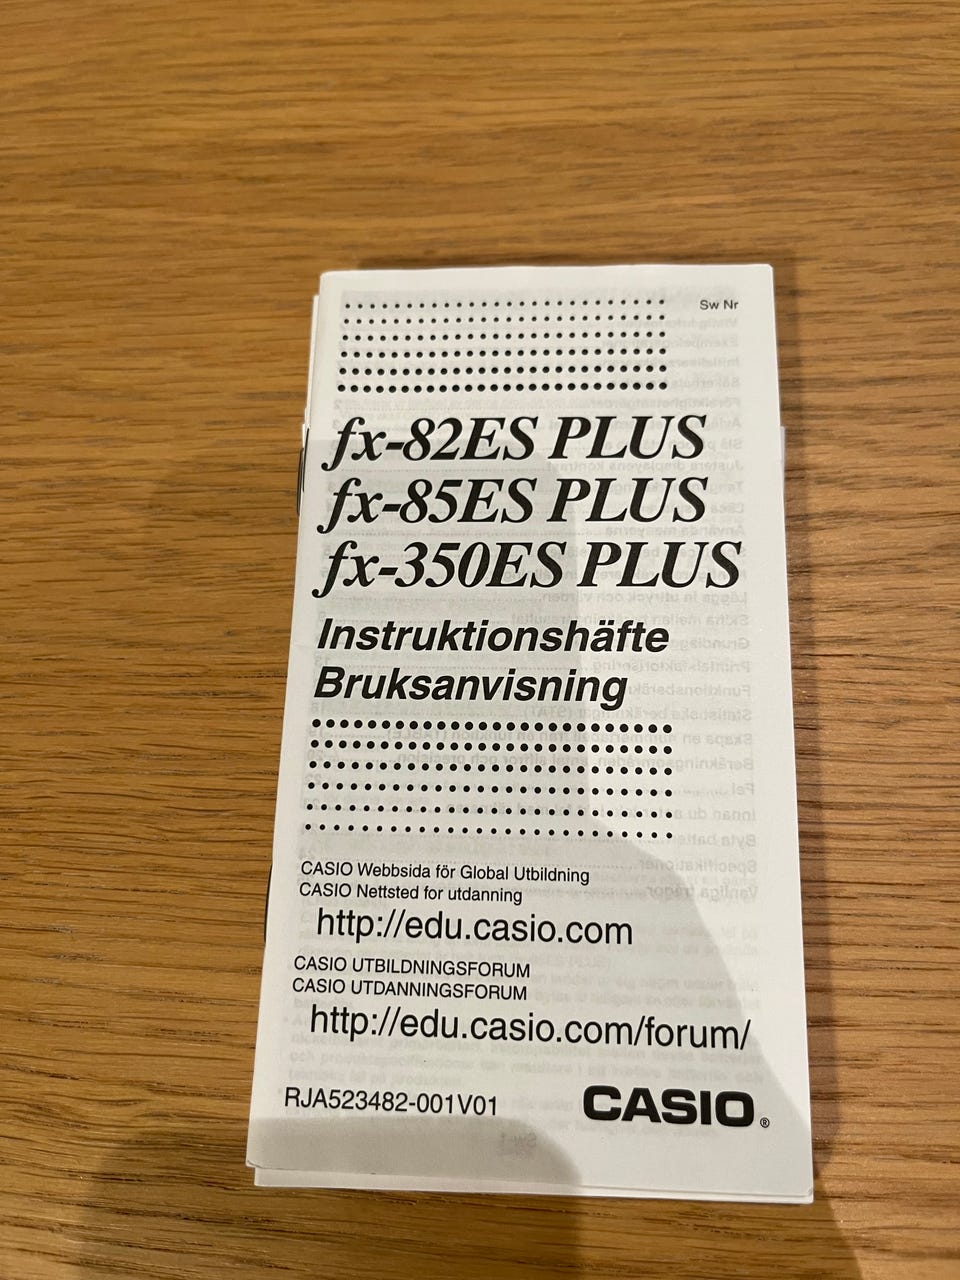 Sw Nr
fx-82ES PLUS
fx-85ES PLUS
fx-350ES PLUS
Instruktionshäfte
Bruksanvisning
CASIO Webbsida för Global Utbildning
CASIO Nettsted for utdanning
http://edu.casio.com
CASIO UTBILDNINGSFORUM
CASIO UTDANNINGSFORUM
http://edu.casio.com/forum/
RJA523482-001V01
CASIO®